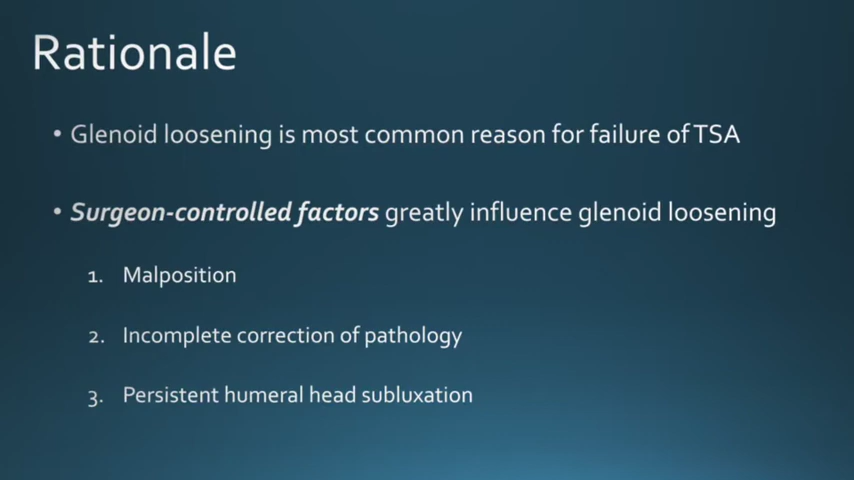 Rationale
• Glenoid loosening is most common reason for failure of TSA
• Surgeon-controlled factors greatly influence glenoid loosening
1. Malposition
2. Incomplete correction of pathology
3. Persistent humeral head subluxation